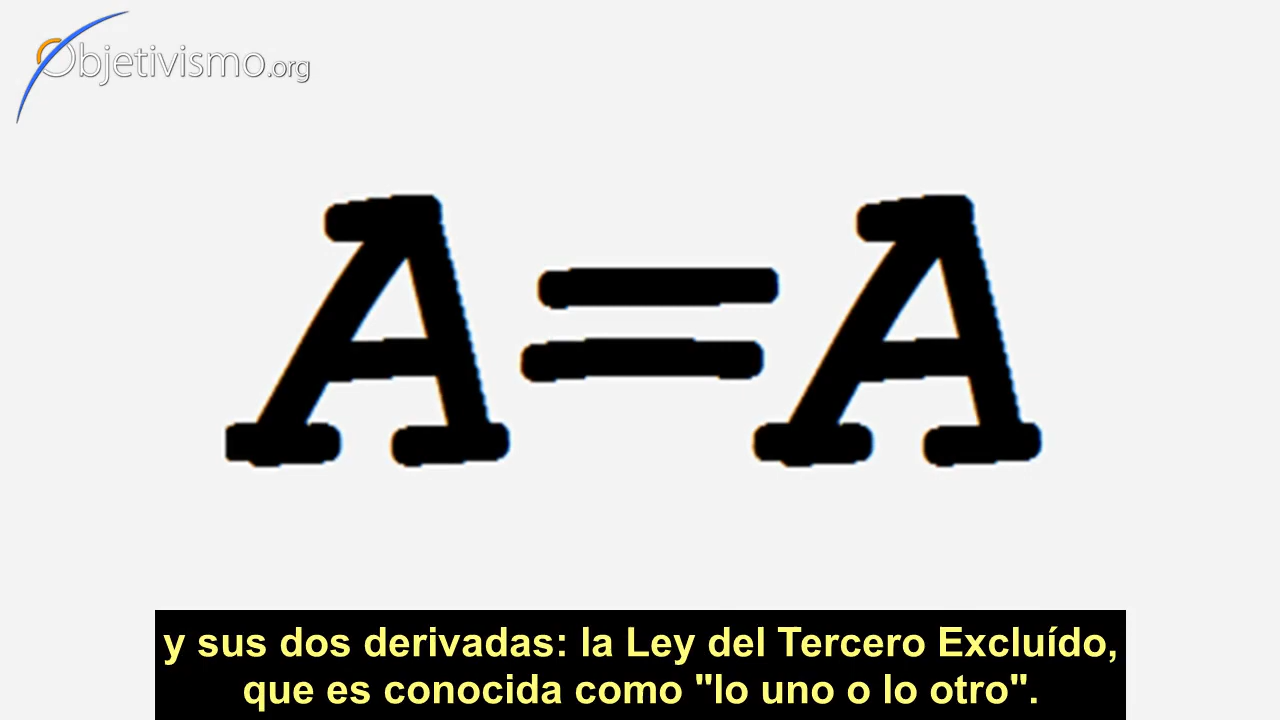 Objetivismo.org
A=A
y sus dos derivadas: la Ley del Tercero Excluído,
que es conocida como "lo uno o lo otro".